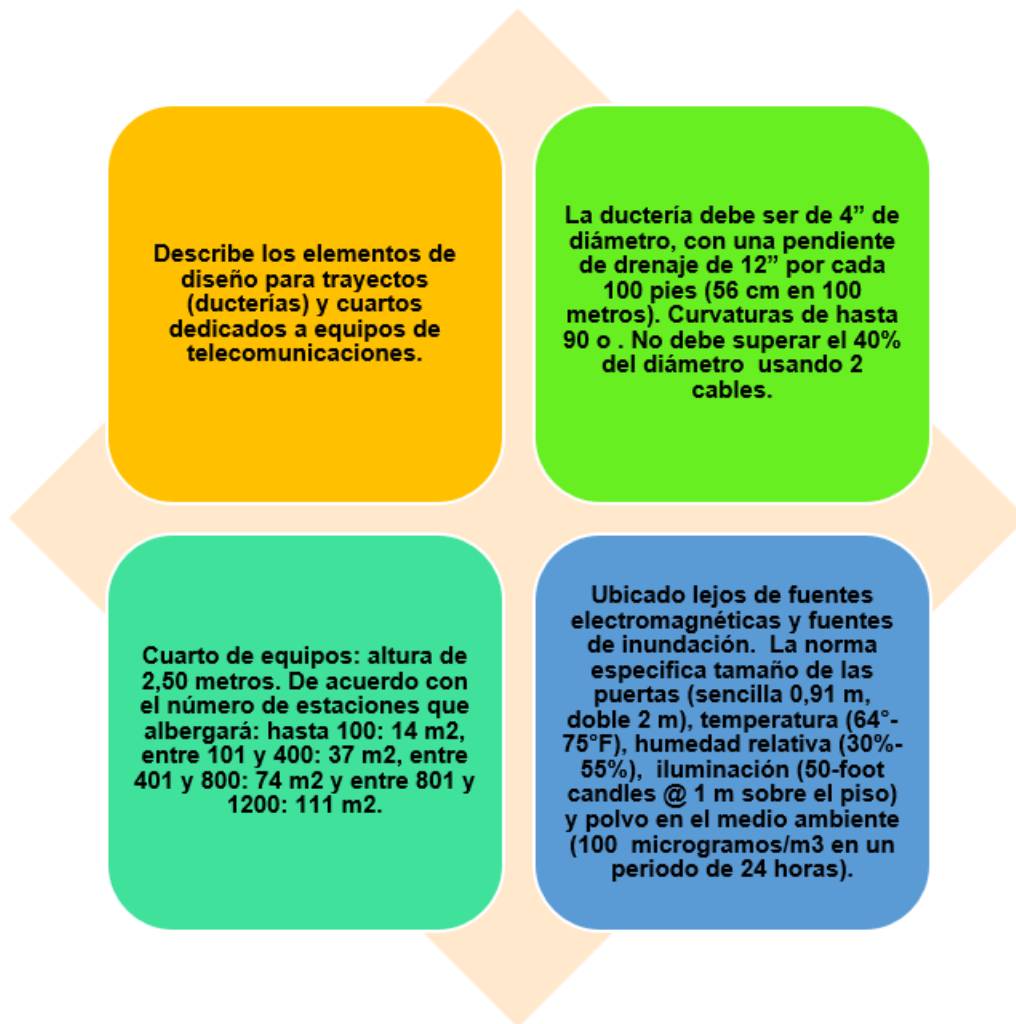 Describe los elementos de
diseño para trayectos
(ducterías) y cuartos
dedicados a equipos de
telecomunicaciones.
La ductería debe ser de 4” de
diámetro, con una pendiente
de drenaje de 12” por cada
100 pies (56 cm en 100
metros). Curvaturas de hasta
90 o . No debe superar el 40%
del diámetro  usando 2
cables.
Cuarto de equipos: altura de
2,50 metros. De acuerdo con
el número de estaciones que
albergará: hasta 100: 14 m2,
entre 101 y 400: 37 m2, entre
401 y 800: 74 m2 y entre 801 y
1200: 111 m2.
Ubicado lejos de fuentes
electromagnéticas y fuentes
de inundación.  La norma
especifica tamaño de las
puertas (sencilla 0,91 m,
doble 2 m), temperatura (64°-
75°F), humedad relativa (30%-
55%),  iluminación (50-foot
candles @ 1 m sobre el piso)
y polvo en el medio ambiente
(100  microgramos/m3 en un
periodo de 24 horas).